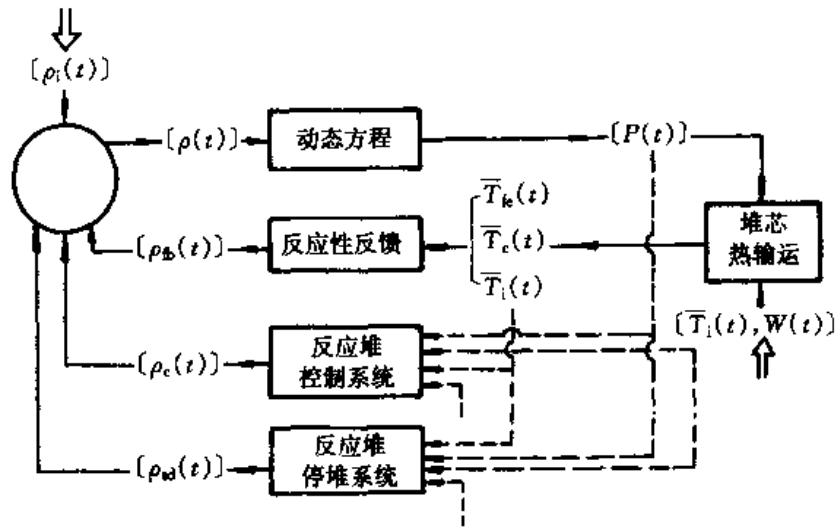 [ρᵢ(t)]
[ρ(t)]
动态方程
[P(t)]
T̅fe(t)
堆芯
热输运
[ρfb(t)]
反应性反馈
T̅c(t)
T̅i(t)
[T̅i(t),W(t)]
[ρc(t)]
反应堆
控制系统
[ρsd(t)]
反应堆
停堆系统